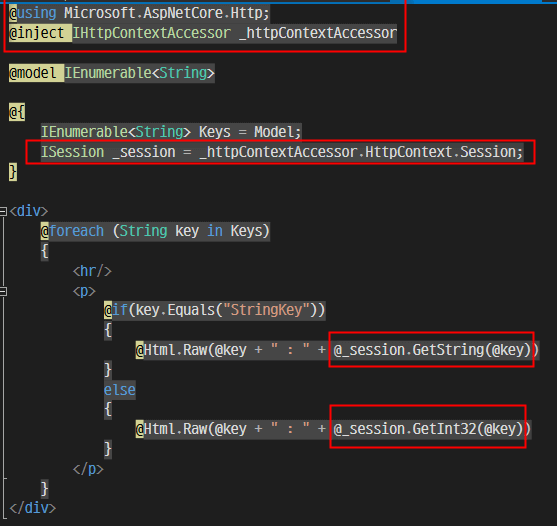 @using Microsoft.AspNetCore.Http;
@inject IHttpContextAccessor _httpContextAccessor
@model IEnumerable<String>
@{
IEnumerable<String> Keys = Model;
ISession _session = _httpContextAccessor.HttpContext.Session;
}
<div>
@foreach (String key in Keys)
{
<hr/>
<p>
@if(key.Equals("StringKey"))
{
@Html.Raw(@key + " : " + @_session.GetString(@key))
}
else
{
@Html.Raw(@key + " : " + @_session.GetInt32(@key))
}
</p>
}
</div>